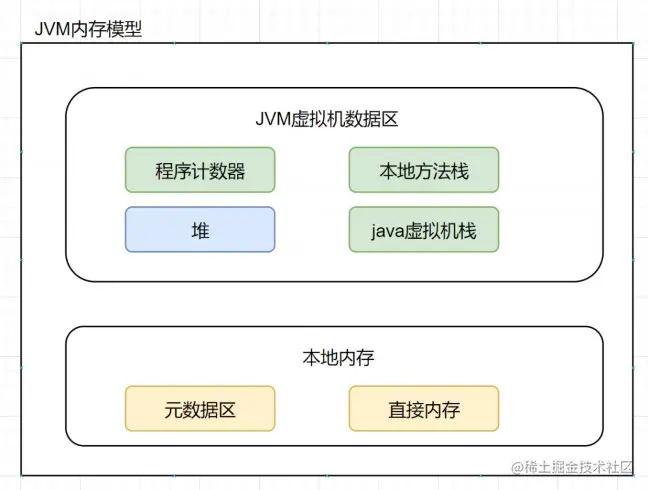 JVM内存模型
JVM虚拟机数据区
程序计数器
本地方法栈
堆
java虚拟机栈
本地内存
元数据区
直接内存
@稀土掘金技术社区